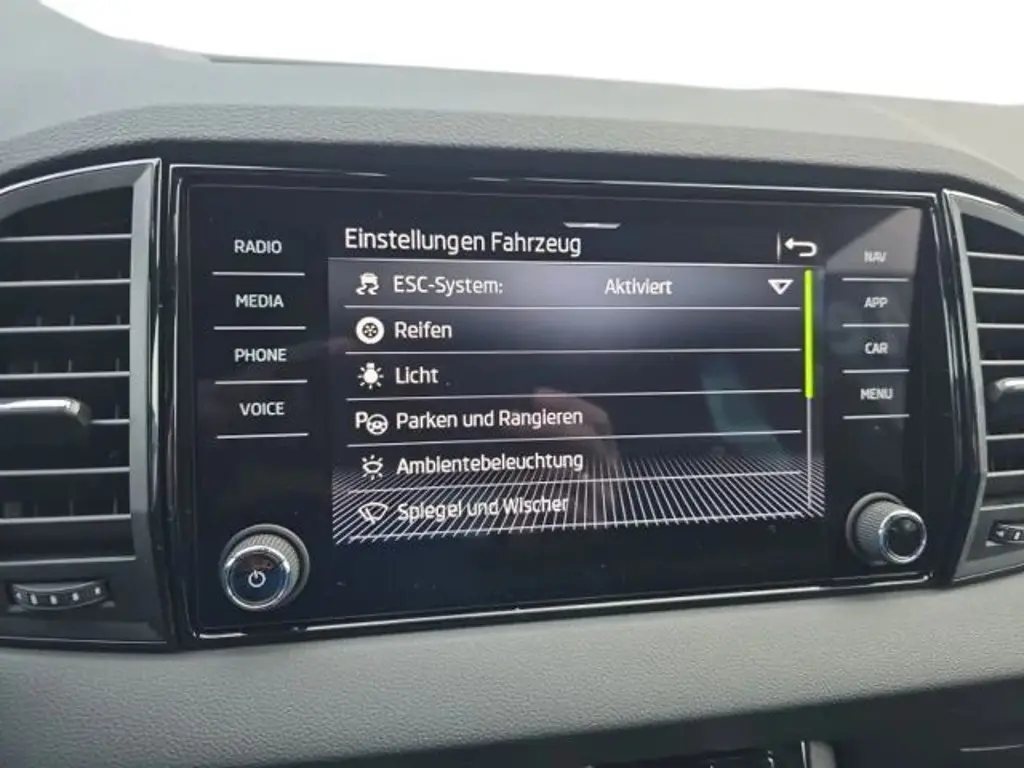 RADIO
MEDIA
PHONE
VOICE
Einstellungen Fahrzeug
ESC-System: Aktiviert
Reifen
Licht
P Parken und Rangieren
Ambientebeleuchtung
Spiegel und Wischer
NAV
APP
CAR
MENU